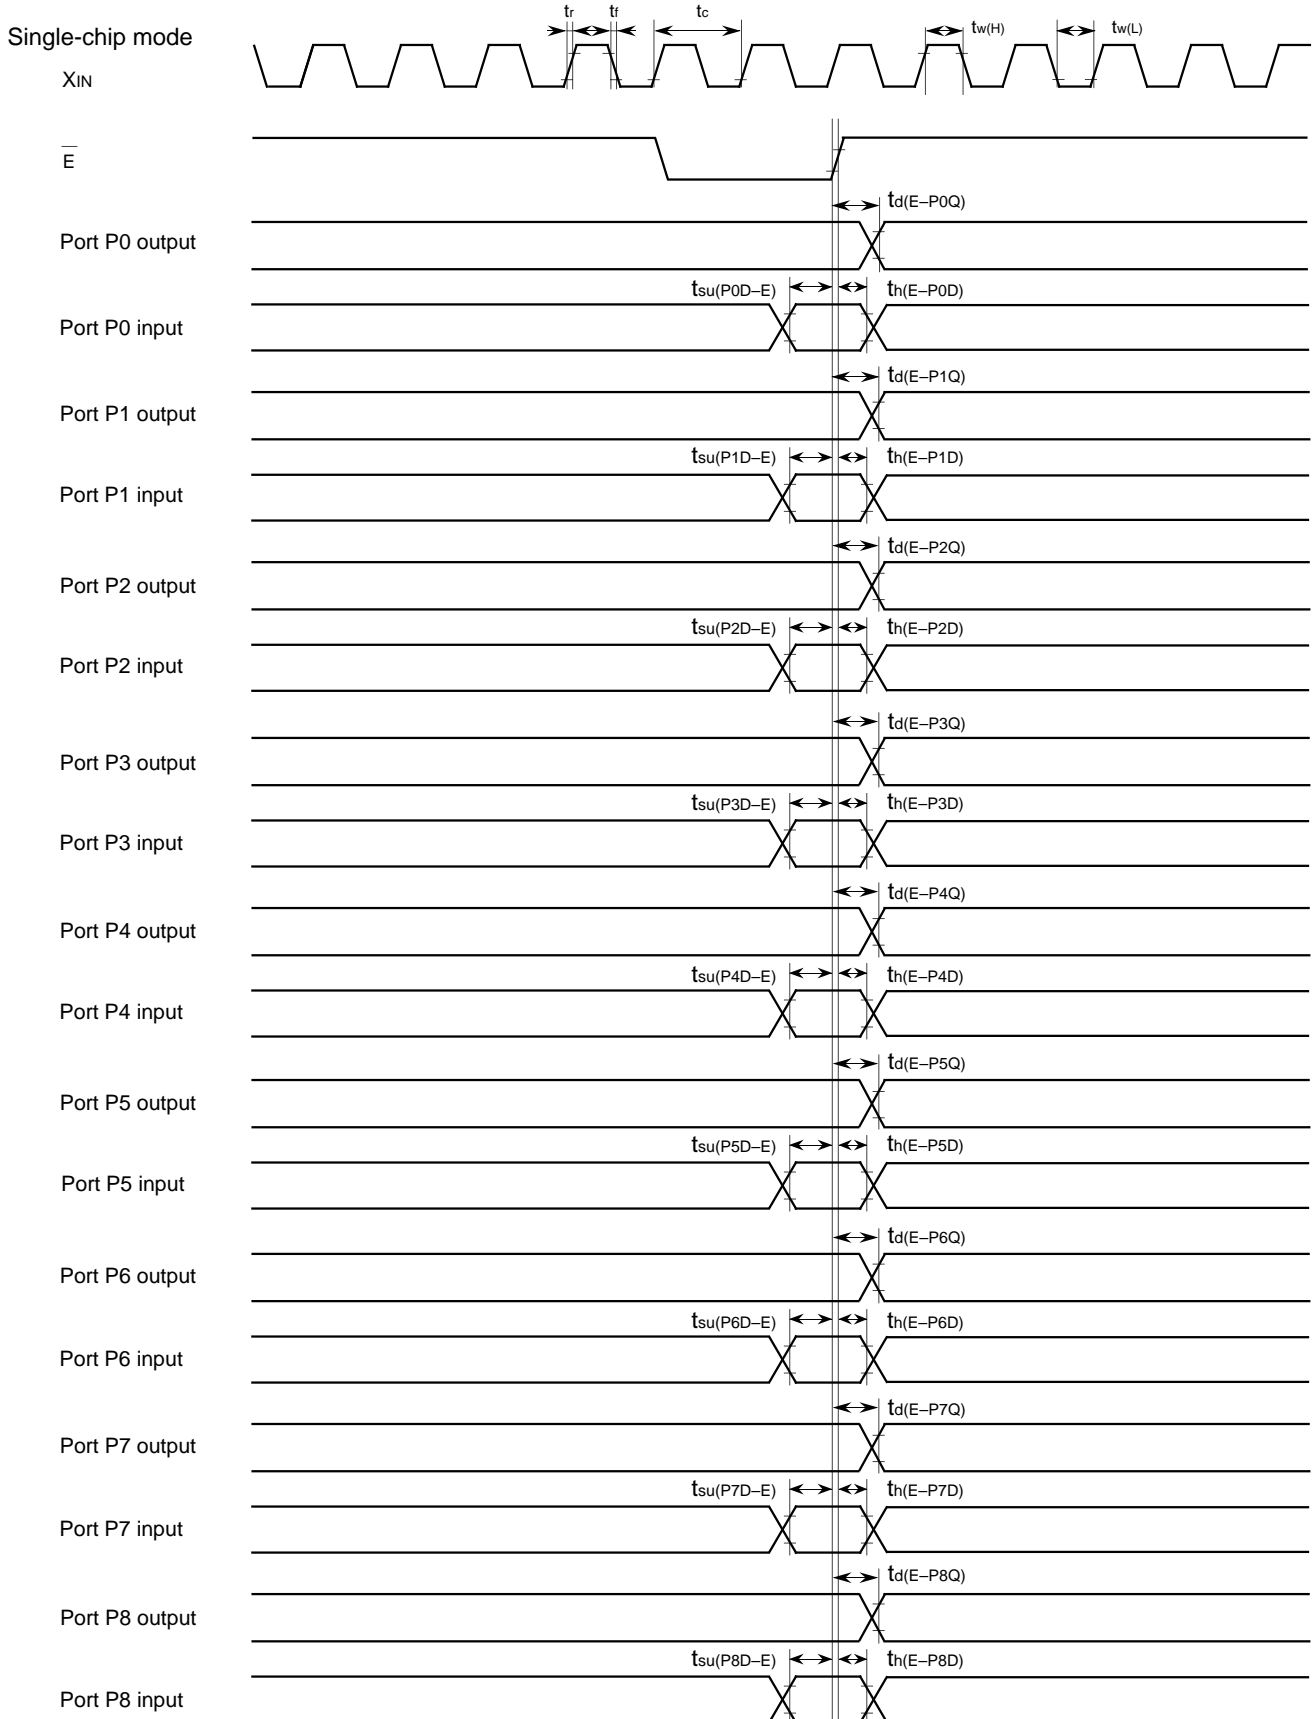 tr tf tc tw(H) tw(L)
Single-chip mode
XIN
E
td(E–P0Q)
Port P0 output
tsu(P0D–E) th(E–P0D)
Port P0 input
td(E–P1Q)
Port P1 output
tsu(P1D–E) th(E–P1D)
Port P1 input
td(E–P2Q)
Port P2 output
tsu(P2D–E) th(E–P2D)
Port P2 input
td(E–P3Q)
Port P3 output
tsu(P3D–E) th(E–P3D)
Port P3 input
td(E–P4Q)
Port P4 output
tsu(P4D–E) th(E–P4D)
Port P4 input
td(E–P5Q)
Port P5 output
tsu(P5D–E) th(E–P5D)
Port P5 input
td(E–P6Q)
Port P6 output
tsu(P6D–E) th(E–P6D)
Port P6 input
td(E–P7Q)
Port P7 output
tsu(P7D–E) th(E–P7D)
Port P7 input
td(E–P8Q)
Port P8 output
tsu(P8D–E) th(E–P8D)
Port P8 input